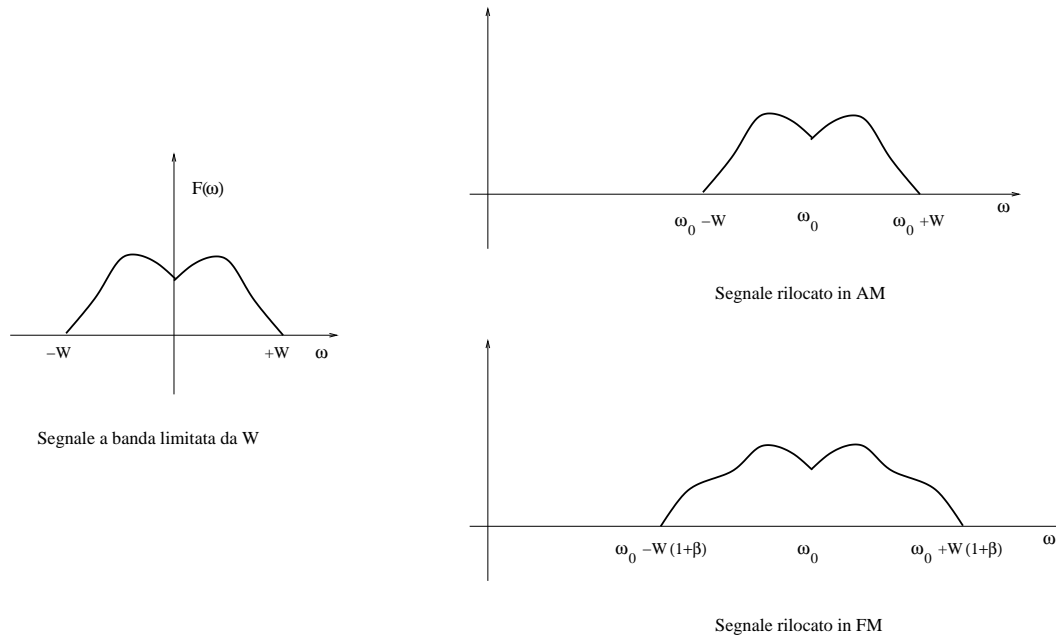 F(ω)
−W
+W
ω
Segnale a banda limitata da W
ω₀ −W
ω₀
ω₀ +W
ω
Segnale rilocato in AM
ω₀ −W(1+β)
ω₀
ω₀ +W(1+β)
ω
Segnale rilocato in FM